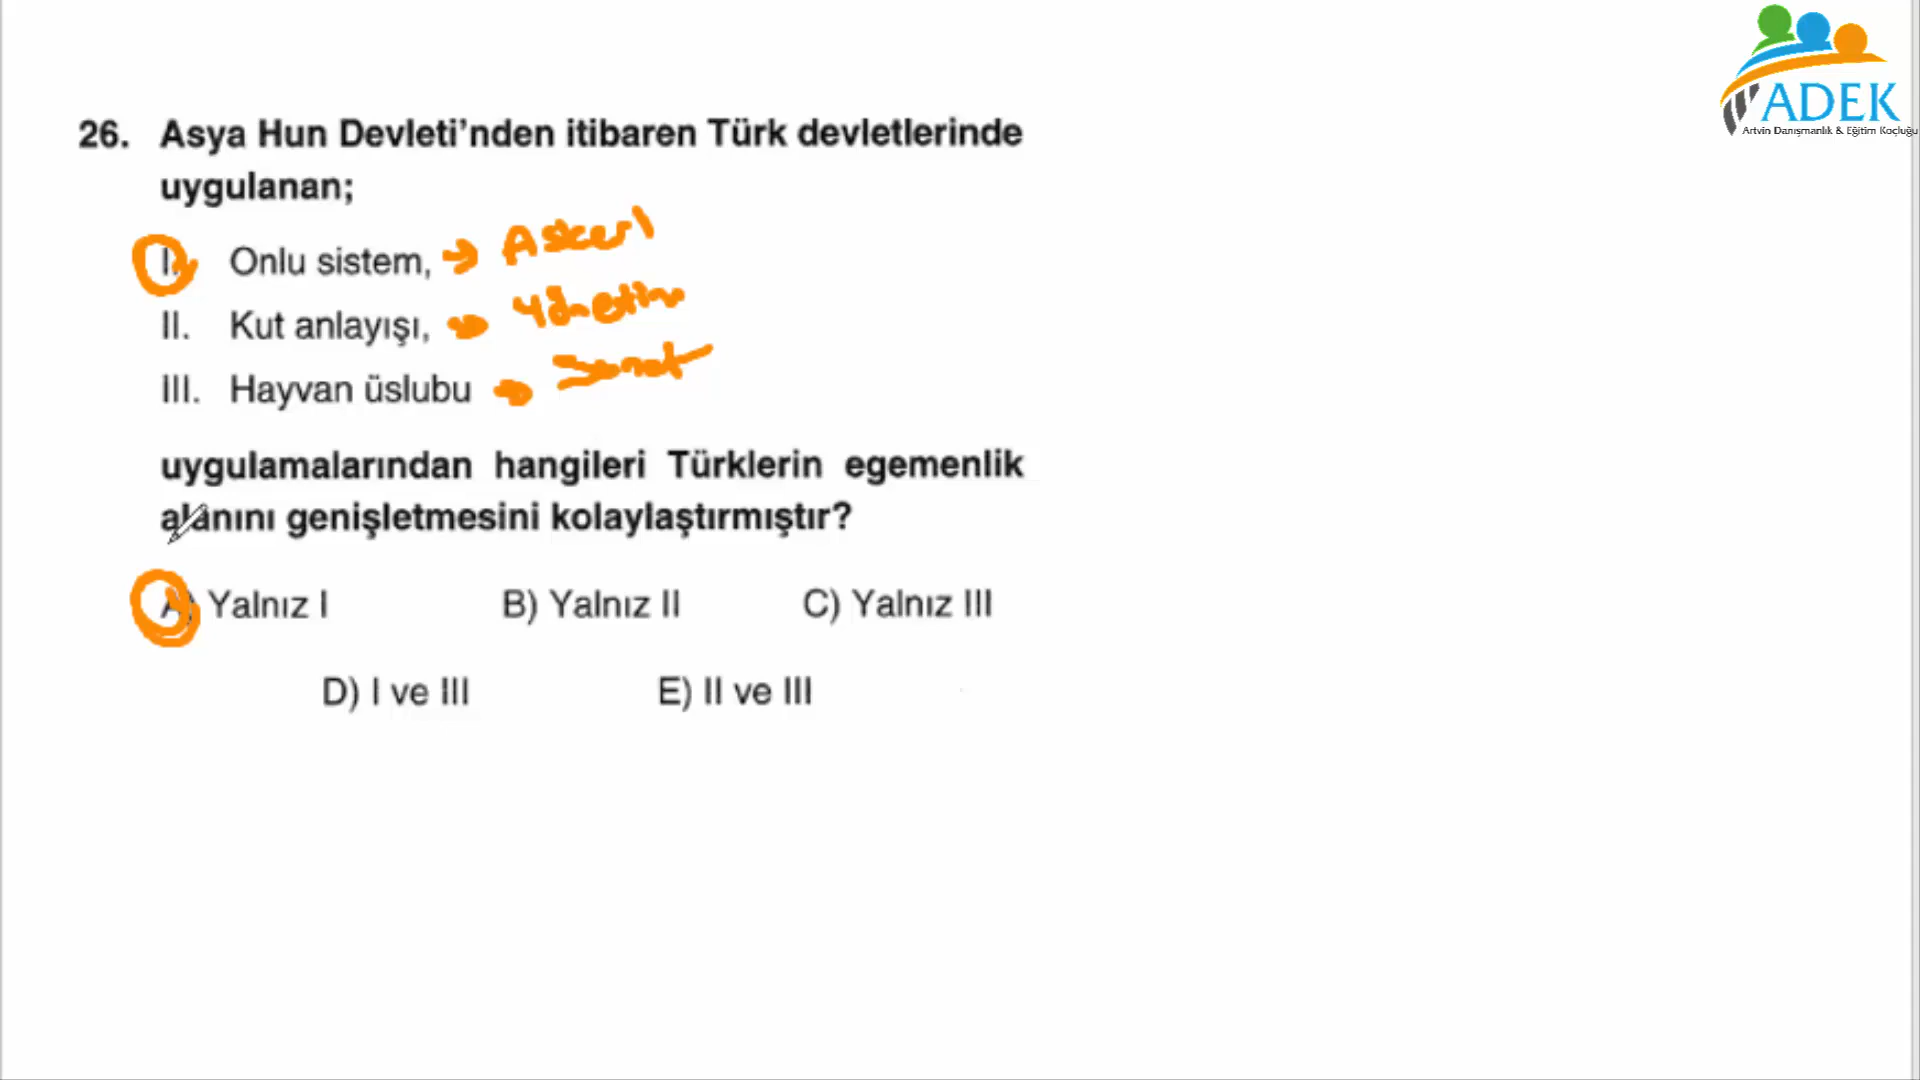 ADEK
Artvin Danışmanlık & Eğitim Koçluğu
26. Asya Hun Devleti’nden itibaren Türk devletlerinde
uygulanan;
I. Onlu sistem, → Askeri
II. Kut anlayışı, → Yönetim
III. Hayvan üslubu → Sanat
uygulamalarından hangileri Türklerin egemenlik
alanını genişletmesini kolaylaştırmıştır?
A) Yalnız I B) Yalnız II C) Yalnız III
D) I ve III E) II ve III